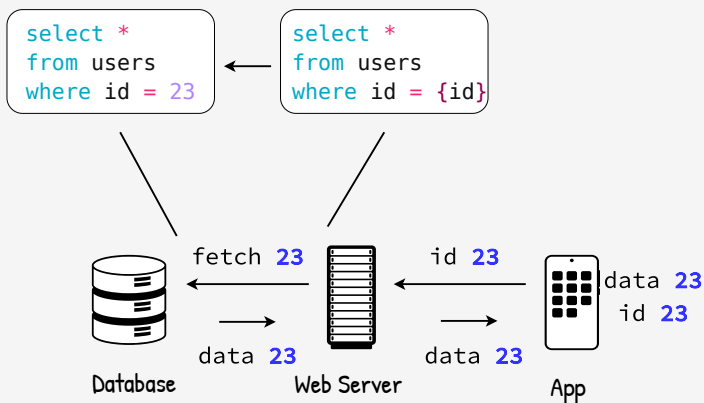 select *
from users
where id = 23
select *
from users
where id = {id}
fetch 23
id 23
data 23
id 23
data 23
data 23
Database
Web Server
App